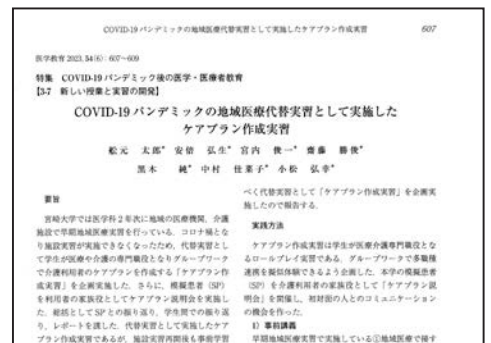 COVID-19 パンデミックの地域医療代替実習として実施したケアプラン作成実習
607
医学教育 2023, 54(6): 607~609
特集 COVID-19 パンデミック後の医学・医療者教育
【3-7 新しい授業と実習の開発】
COVID-19 パンデミックの地域医療代替実習として実施した
ケアプラン作成実習
松元 太郎* 安倍 弘生* 宮内 俊一* 齋藤 勝俊*
黒木 純* 中村 佳菜子* 小松 弘幸*
要旨
宮崎大学では医学科2年次に地域の医療機関、介護
施設で早期地域医療実習を行っている。コロナ禍とな
り施設実習が実施できなくなったため、代替実習とし
て学生が医療や介護の専門職役となりグループワーク
で介護利用者のケアプランを作成する「ケアプラン作
成実習」を企画実施した。さらに、模擬患者（SP）
を利用者の家族役としてケアプラン説明会を実施し
た。総括として SP との振り返り、学生間での振り返
り、レポートを課した。代替実習として実施したケア
プラン作成実習であるが、施設実習再開後も事前学習
べく代替実習として「ケアプラン作成実習」を企画実
施したので報告する。
実践方法
ケアプラン作成実習は学生が医療介護専門職役とな
るロールプレイ実習である。グループワークで多職種
連携を疑似体験できるよう企画した。本学の模擬患者
（SP）を利用者の家族役として「ケアプラン説
明会」を開催し、初対面の人とのコミュニケーション
の機会を作った。
1）事前講義
早期地域医療実習で実施している①地域医療で接す